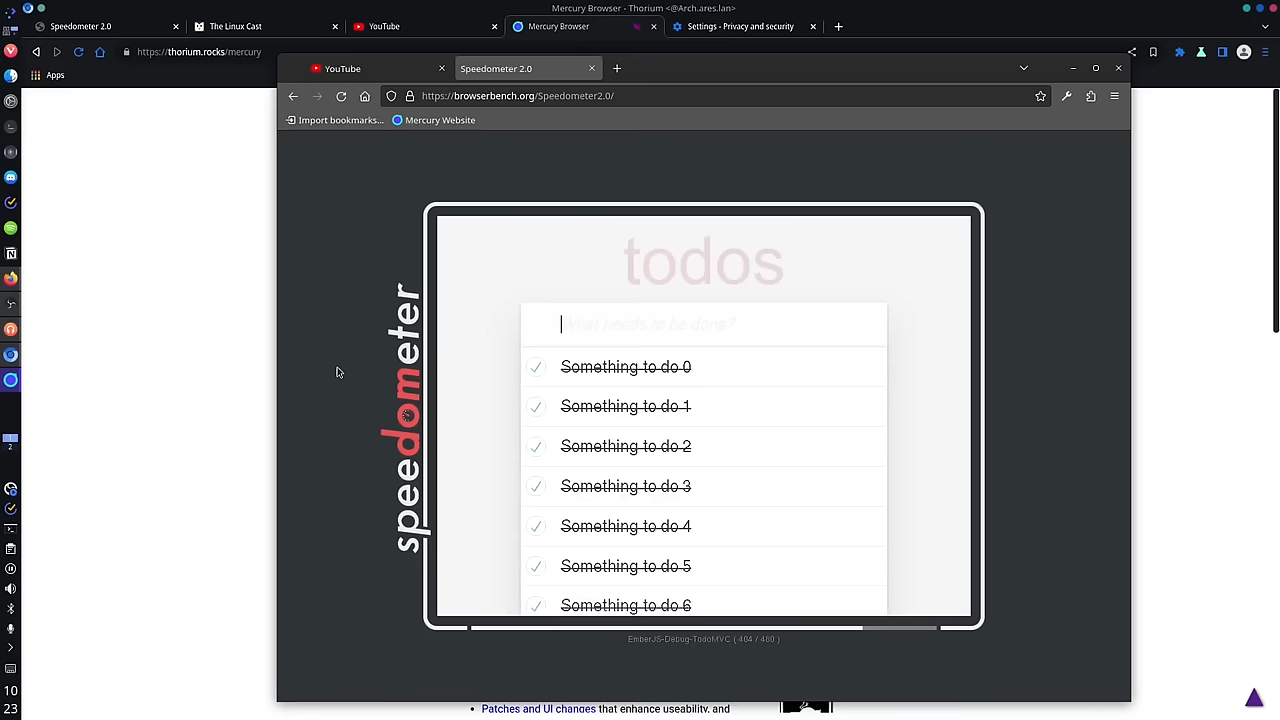 Mercury Browser - Thorium <@Arch.ares.lan>
Speedometer 2.0
The Linux Cast
YouTube
Mercury Browser
Settings - Privacy and security
https://thorium.rocks/mercury
Apps
YouTube
Speedometer 2.0
https://browserbench.org/Speedometer2.0/
Import bookmarks...
Mercury Website
speedometer
todos
What needs to be done?
Something to do 0
Something to do 1
Something to do 2
Something to do 3
Something to do 4
Something to do 5
Something to do 6
EmberJS-Debug-TodoMVC ( 404 / 480 )
1
2
10
23
Patches and UI changes that enhance useability, and